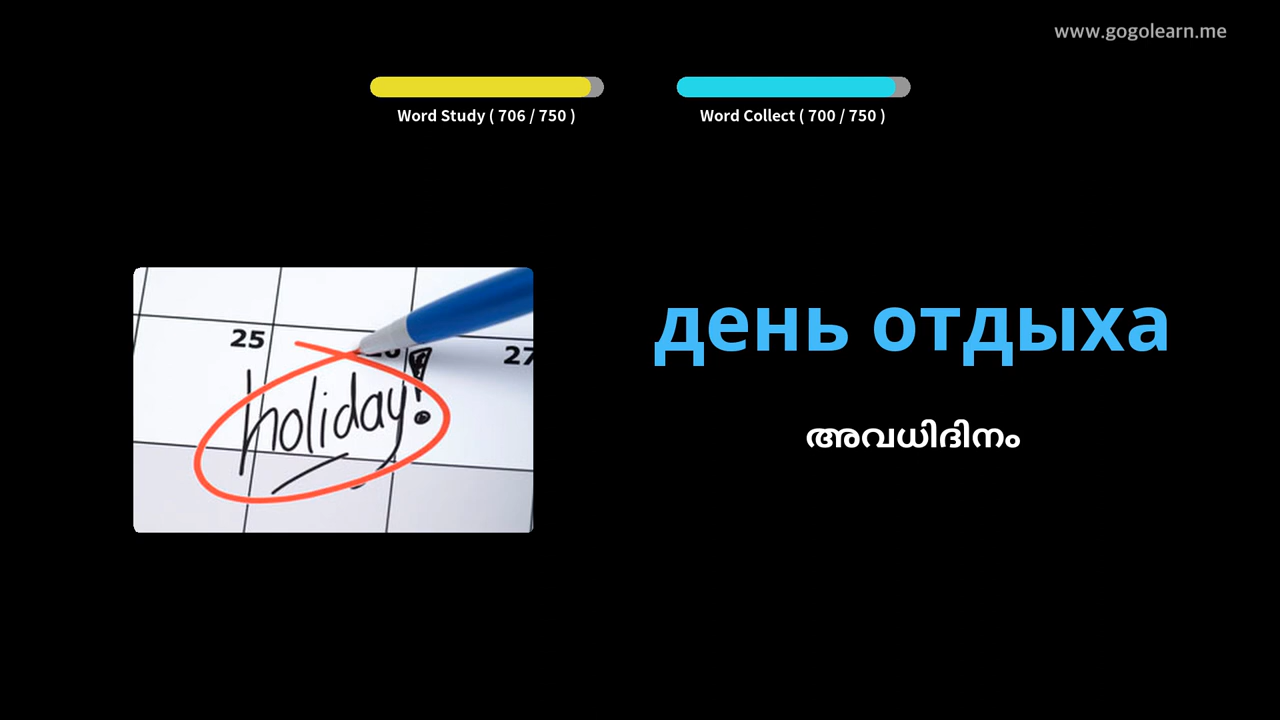 www.gogolearn.me
Word Study ( 706 / 750 )
Word Collect ( 700 / 750 )
25
27
holiday!
день отдыха
അവധിദിനം